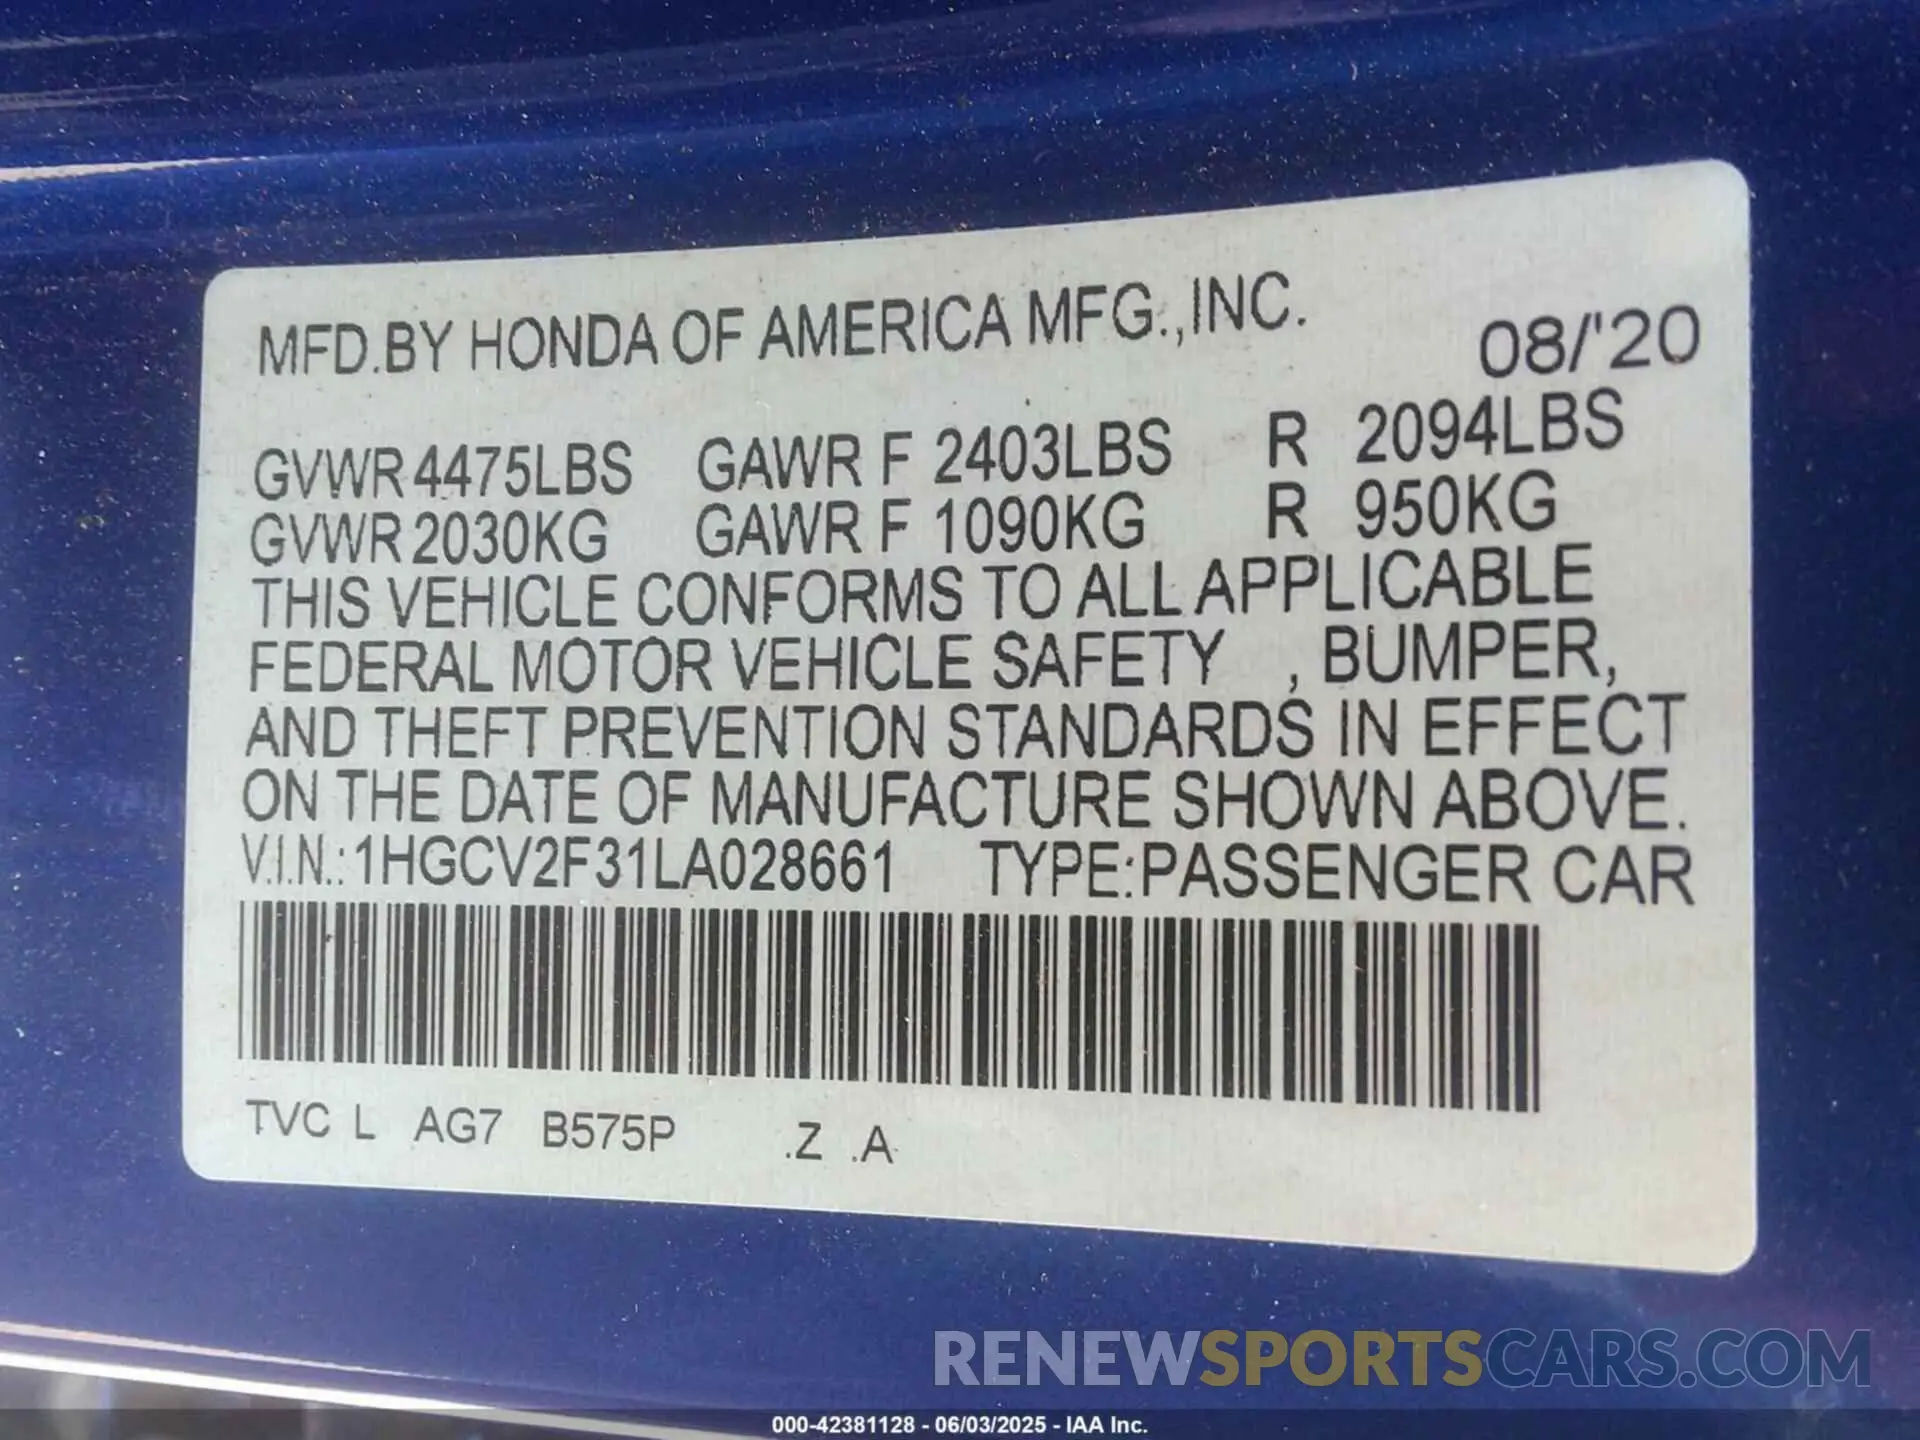 MFD.BY HONDA OF AMERICA MFG.,INC. 08/'20
GVWR 4475LBS GAWR F 2403LBS R 2094LBS
GVWR 2030KG GAWR F 1090KG R 950KG
THIS VEHICLE CONFORMS TO ALL APPLICABLE
FEDERAL MOTOR VEHICLE SAFETY , BUMPER,
AND THEFT PREVENTION STANDARDS IN EFFECT
ON THE DATE OF MANUFACTURE SHOWN ABOVE.
V.I.N.: 1HGCV2F31LA028661 TYPE:PASSENGER CAR
TVC L AG7 B575P .Z .A
RENEWSPORTSCARS.COM
000-42381128 - 06/03/2025 - IAA Inc.